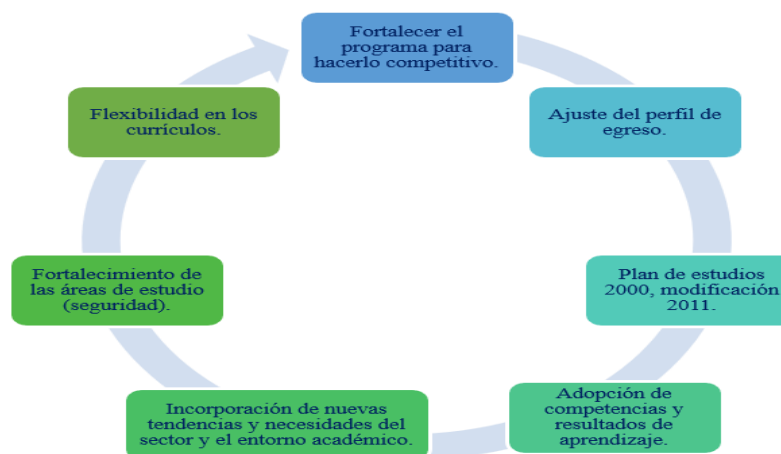 Fortalecer el
programa para
hacerlo competitivo.
Ajuste del perfil de
egreso.
Plan de estudios
2000, modificación
2011.
Adopción de
competencias y
resultados de
aprendizaje.
Incorporación de nuevas
tendencias y necesidades del
sector y el entorno académico.
Fortalecimiento de
las áreas de estudio
(seguridad).
Flexibilidad en los
currículos.